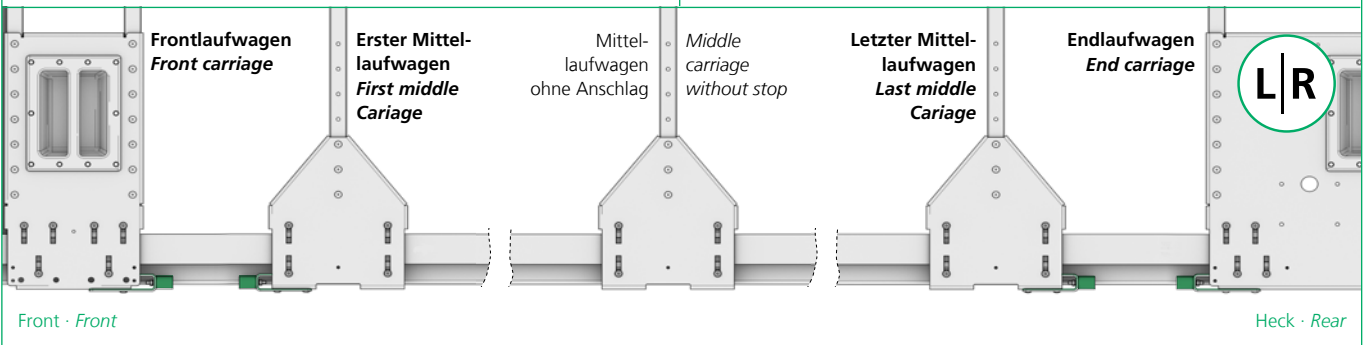 Frontlaufwagen
Front carriage
Erster Mittel-
laufwagen
First middle
Cariage
Mittel-
laufwagen
ohne Anschlag
Middle
carriage
without stop
Letzter Mittel-
laufwagen
Last middle
Cariage
Endlaufwagen
End carriage
L|R
Front · Front
Heck · Rear